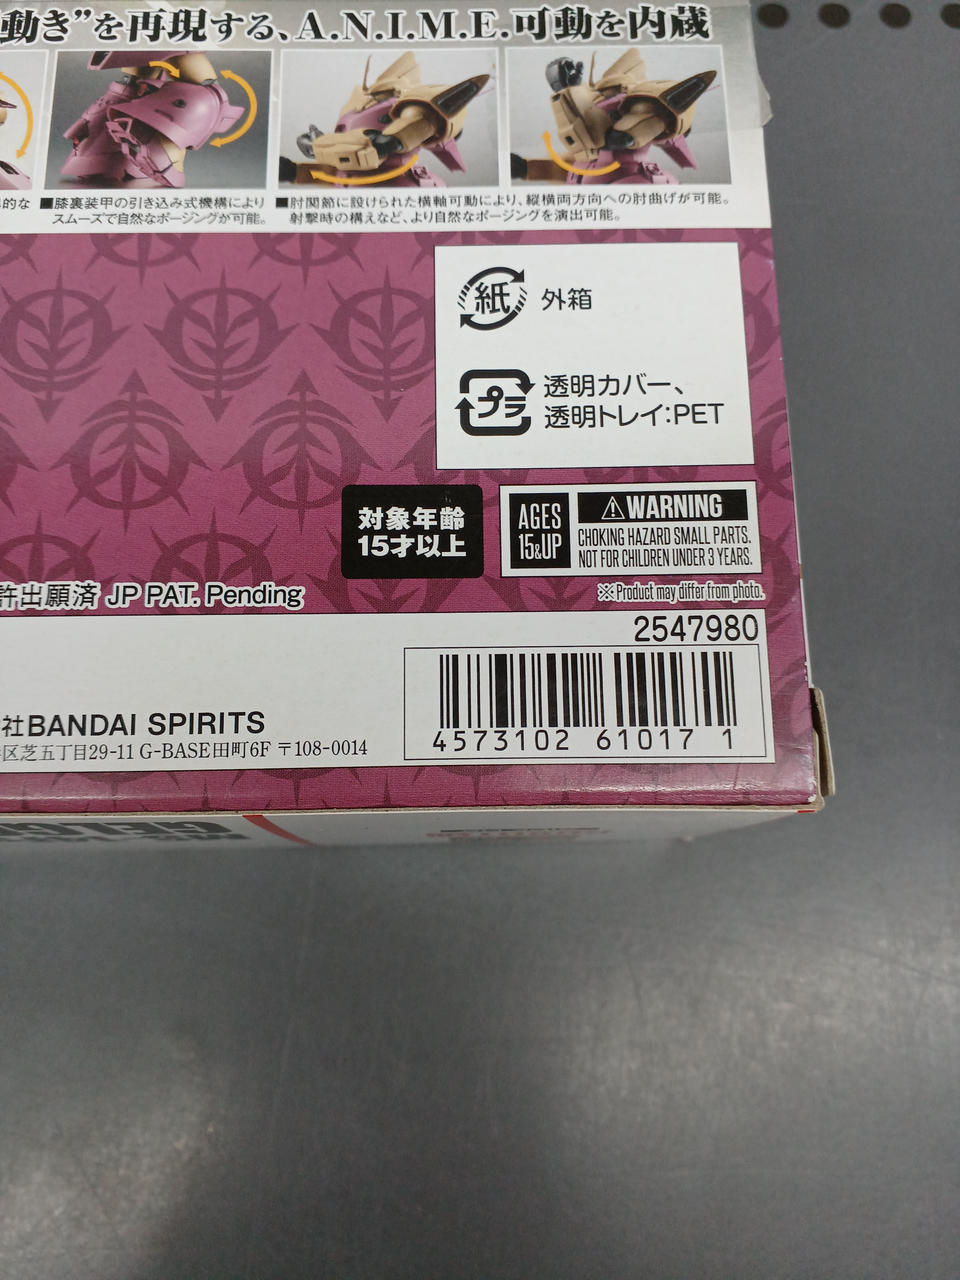 動き”を再現する、A.N.I.M.E.可動を内蔵
的な
■膝裏装甲の引き込み式機構により
スムーズで自然なポージングが可能。
■肘関節に設けられた横軸可動により、縦横両方向への肘曲げが可能。
射撃時の構えなど、より自然なポージングを演出可能。
紙 外箱
プラ 透明カバー、
透明トレイ:PET
対象年齢
15才以上
AGES
15&UP
⚠WARNING
CHOKING HAZARD SMALL PARTS.
NOT FOR CHILDREN UNDER 3 YEARS.
許出願済 JP PAT. Pending
※Product may differ from photo.
2547980
社BANDAI SPIRITS
区芝五丁目29-11 G-BASE田町6F 〒108-0014
4573102 61017 1